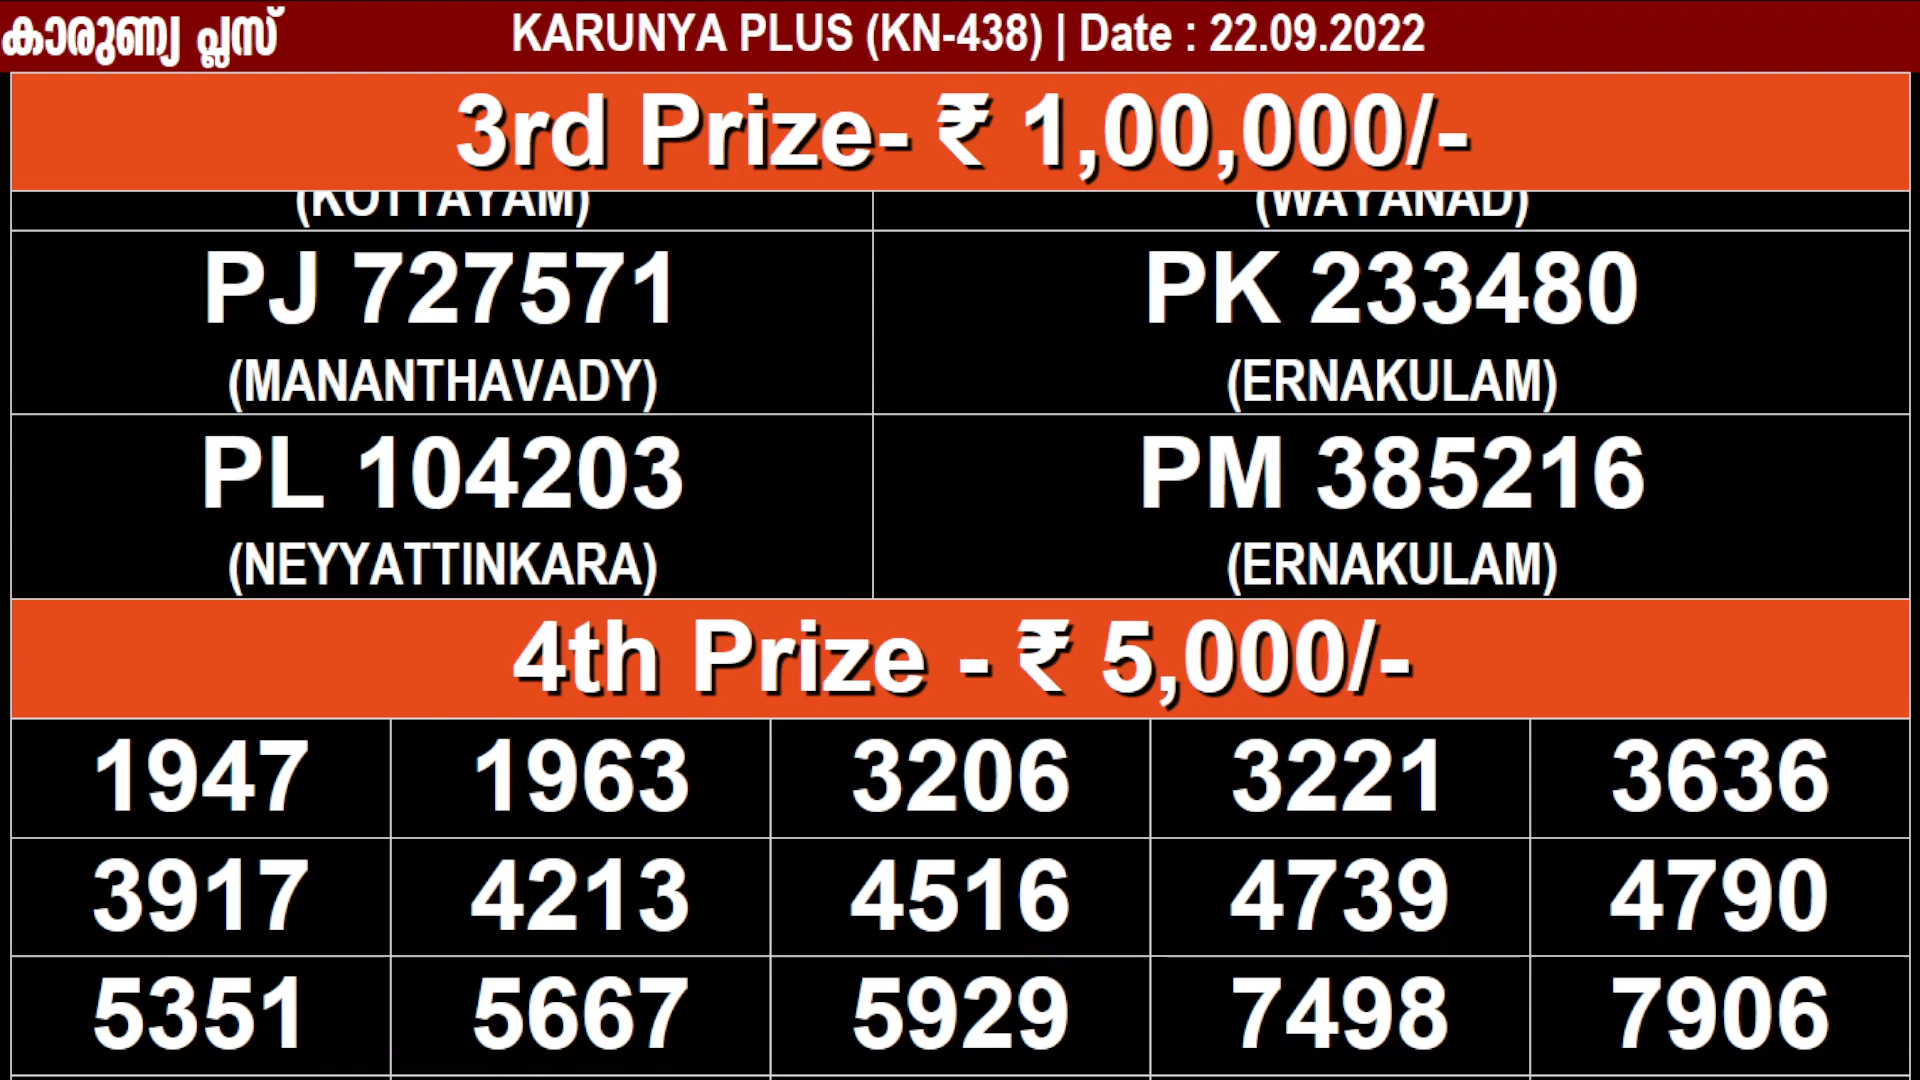 കാരുണ്യ പ്ലസ് KARUNYA PLUS (KN-438) | Date : 22.09.2022
3rd Prize- ₹ 1,00,000/-
(KOTTAYAM) (WAYANAD)
PJ 727571 PK 233480
(MANANTHAVADY) (ERNAKULAM)
PL 104203 PM 385216
(NEYYATTINKARA) (ERNAKULAM)
4th Prize - ₹ 5,000/-
1947 1963 3206 3221 3636
3917 4213 4516 4739 4790
5351 5667 5929 7498 7906